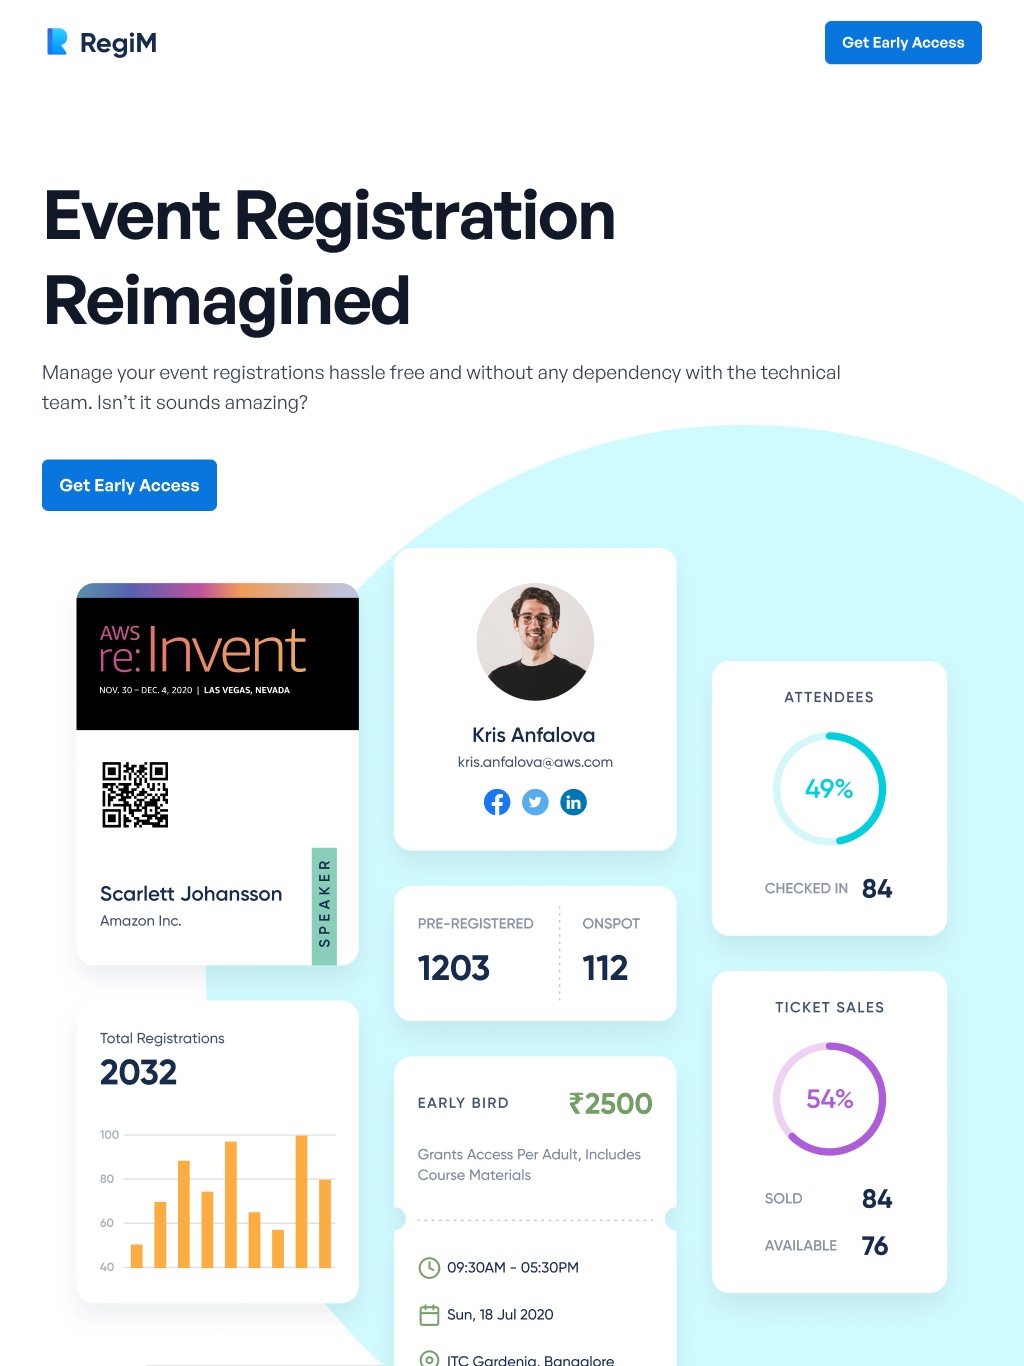 RegiM
Get Early Access
Event Registration
Reimagined
Manage your event registrations hassle free and without any dependency with the technical
team. Isn’t it sounds amazing?
Get Early Access
AWS
re:Invent
NOV. 30 – DEC. 4, 2020 | LAS VEGAS, NEVADA
Scarlett Johansson
Amazon Inc.
SPEAKER
Total Registrations
2032
100
80
60
40
Kris Anfalova
kris.anfalova@aws.com
PRE-REGISTERED
1203
ONSPOT
112
EARLY BIRD ₹2500
Grants Access Per Adult, Includes
Course Materials
09:30AM - 05:30PM
Sun, 18 Jul 2020
ITC Gardenia, Bangalore
ATTENDEES
49%
CHECKED IN 84
TICKET SALES
54%
SOLD 84
AVAILABLE 76